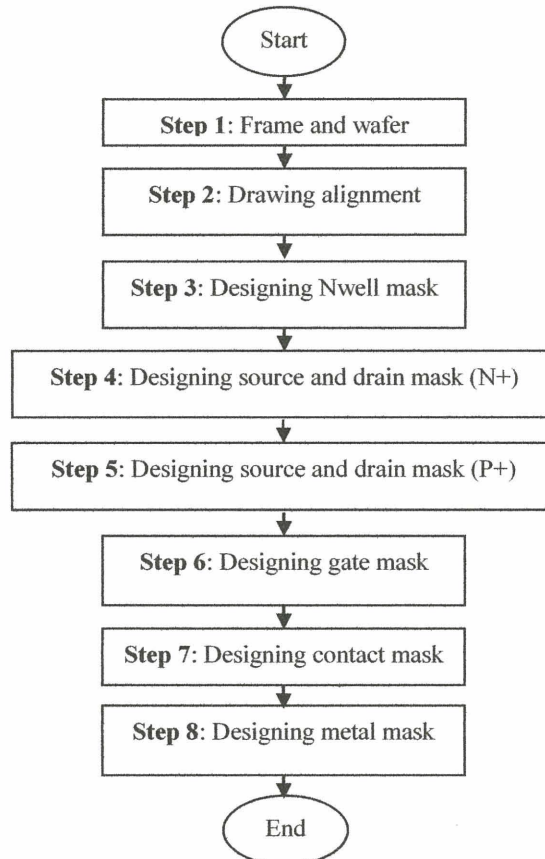 Start
Step 1: Frame and wafer
Step 2: Drawing alignment
Step 3: Designing Nwell mask
Step 4: Designing source and drain mask (N+)
Step 5: Designing source and drain mask (P+)
Step 6: Designing gate mask
Step 7: Designing contact mask
Step 8: Designing metal mask
End